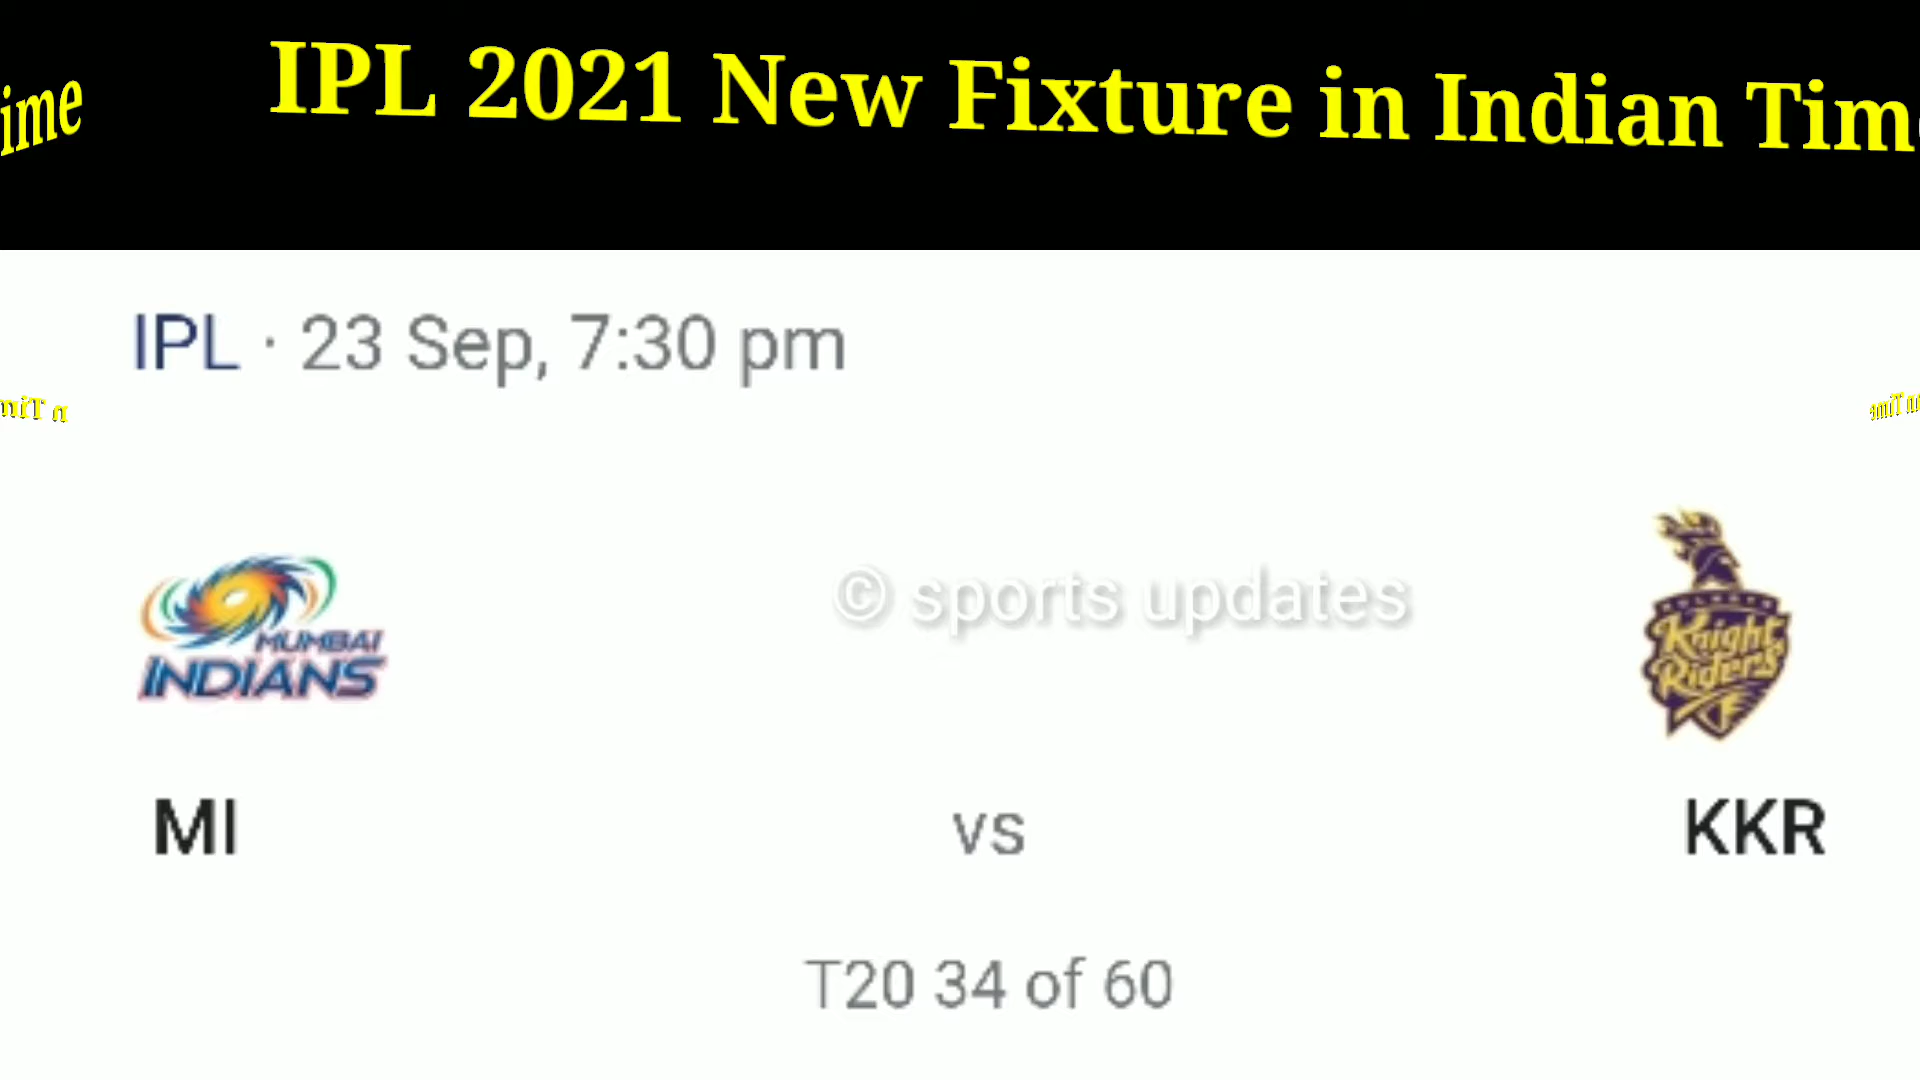 ime
IPL 2021 New Fixture in Indian Time
IPL · 23 Sep, 7:30 pm
© sports updates
MUMBAI
INDIANS
Knight
Riders
MI vs KKR
T20 34 of 60